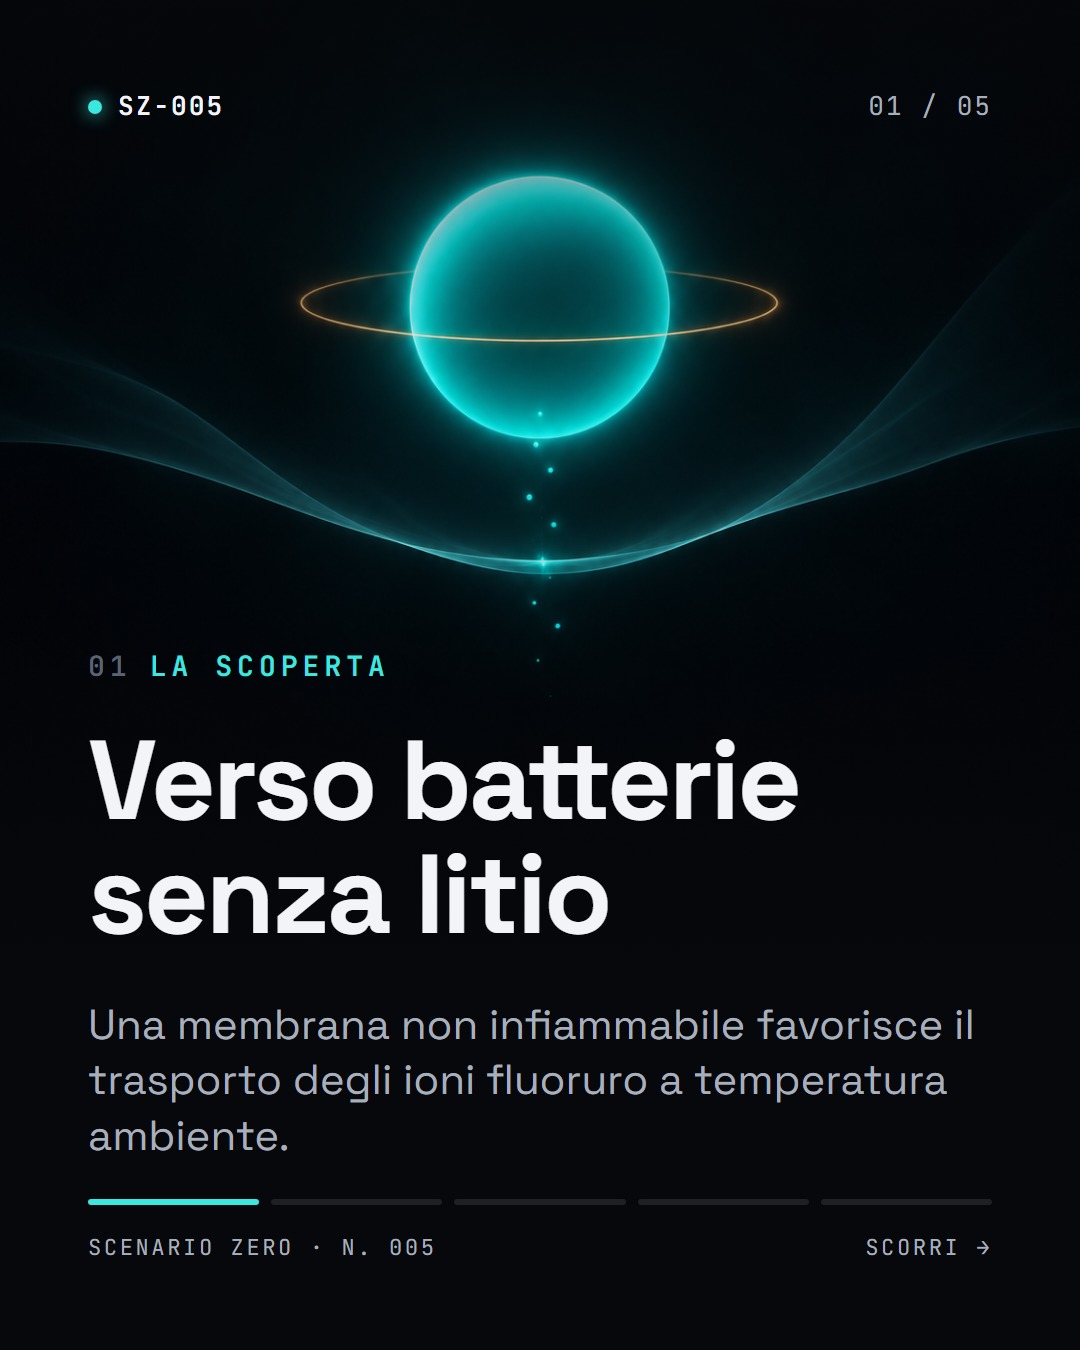 SZ-005
01 / 05
01 LA SCOPERTA
Verso batterie
senza litio
Una membrana non infiammabile favorisce il
trasporto degli ioni fluoruro a temperatura
ambiente.
SCENARIO ZERO · N. 005
SCORRI →